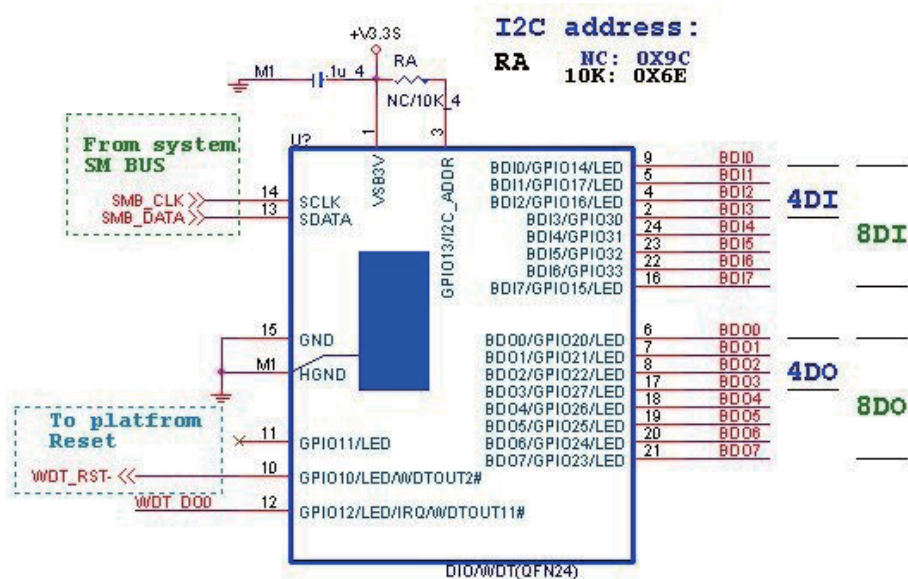 I2C address:
RA NC: 0X9C
10K: 0X6E
+V3.3S
RA
M1 .1u_4
NC/10K_4
From system
SM BUS
U?
1
3
VSB3V
GPIO13/I2C_ADDR
SMB_CLK 14 SCLK
SMB_DATA 13 SDATA
15 GND
M1 HGND
To platfrom
Reset
11 GPIO11/LED
WDT_RST- 10 GPIO10/LED/WDTOUT2#
WDT_DO0 12 GPIO12/LED/IRQ/WDTOUT11#
BDI0/GPIO14/LED 9 BDI0
BDI1/GPIO17/LED 5 BDI1
BDI2/GPIO16/LED 4 BDI2
BDI3/GPIO30 2 BDI3
BDI4/GPIO31 24 BDI4
BDI5/GPIO32 23 BDI5
BDI6/GPIO33 22 BDI6
BDI7/GPIO15/LED 16 BDI7
4DI
8DI
BDO0/GPIO20/LED 6 BDO0
BDO1/GPIO21/LED 7 BDO1
BDO2/GPIO22/LED 8 BDO2
BDO3/GPIO27/LED 17 BDO3
BDO4/GPIO26/LED 18 BDO4
BDO5/GPIO25/LED 19 BDO5
BDO6/GPIO24/LED 20 BDO6
BDO7/GPIO23/LED 21 BDO7
4DO
8DO
DIO/WDT(QFN24)